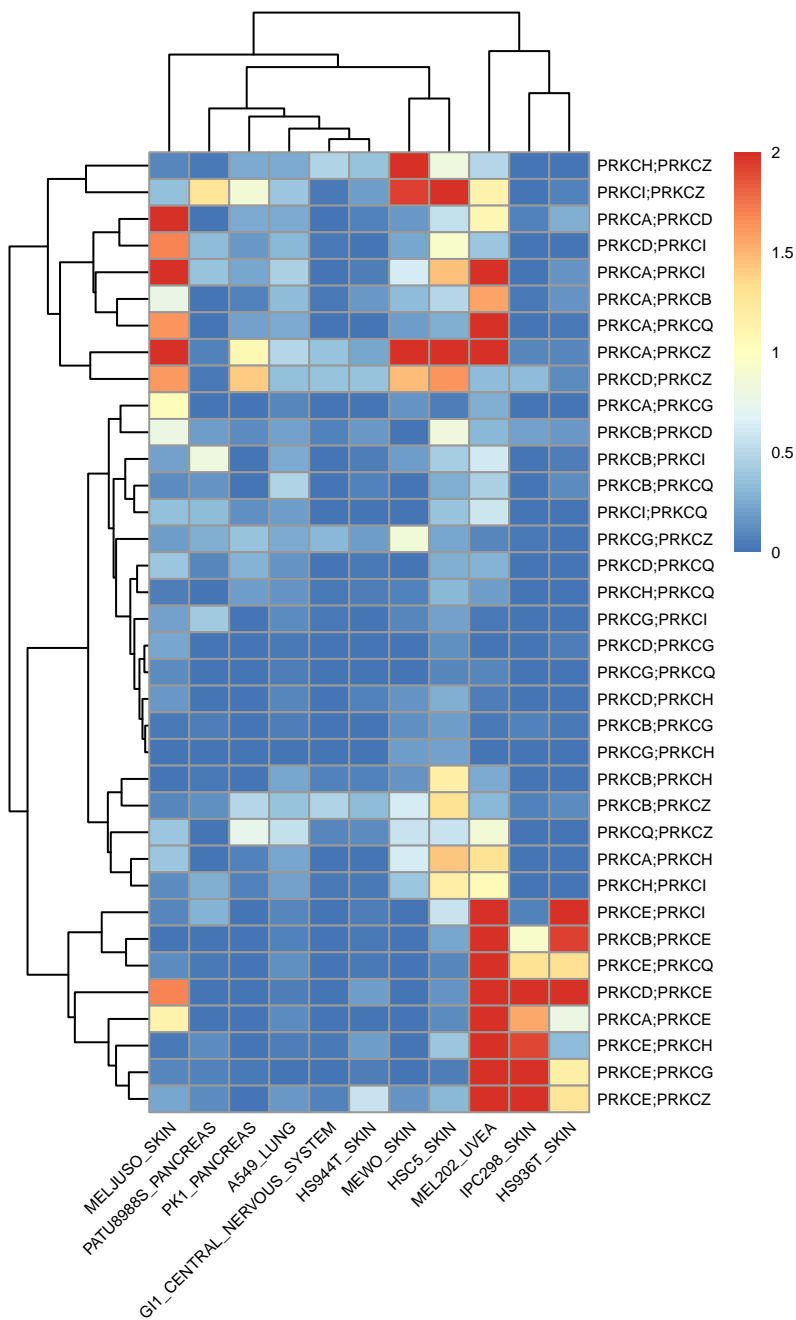 PRKCH;PRKCZ
PRKCI;PRKCZ
PRKCA;PRKCD
PRKCD;PRKCI
PRKCA;PRKCI
PRKCA;PRKCB
PRKCA;PRKCQ
PRKCA;PRKCZ
PRKCD;PRKCZ
PRKCA;PRKCG
PRKCB;PRKCD
PRKCB;PRKCI
PRKCB;PRKCQ
PRKCI;PRKCQ
PRKCG;PRKCZ
PRKCD;PRKCQ
PRKCH;PRKCQ
PRKCG;PRKCI
PRKCD;PRKCG
PRKCG;PRKCQ
PRKCD;PRKCH
PRKCB;PRKCG
PRKCG;PRKCH
PRKCB;PRKCH
PRKCB;PRKCZ
PRKCQ;PRKCZ
PRKCA;PRKCH
PRKCH;PRKCI
PRKCE;PRKCI
PRKCB;PRKCE
PRKCE;PRKCQ
PRKCD;PRKCE
PRKCA;PRKCE
PRKCE;PRKCH
PRKCE;PRKCG
PRKCE;PRKCZ
2
1.5
1
0.5
0
MELJUSO_SKIN
PATU8988S_PANCREAS
PK1_PANCREAS
A549_LUNG
GI1_CENTRAL_NERVOUS_SYSTEM
HS944T_SKIN
MEWO_SKIN
HSC5_SKIN
MEL202_UVEA
IPC298_SKIN
HS936T_SKIN